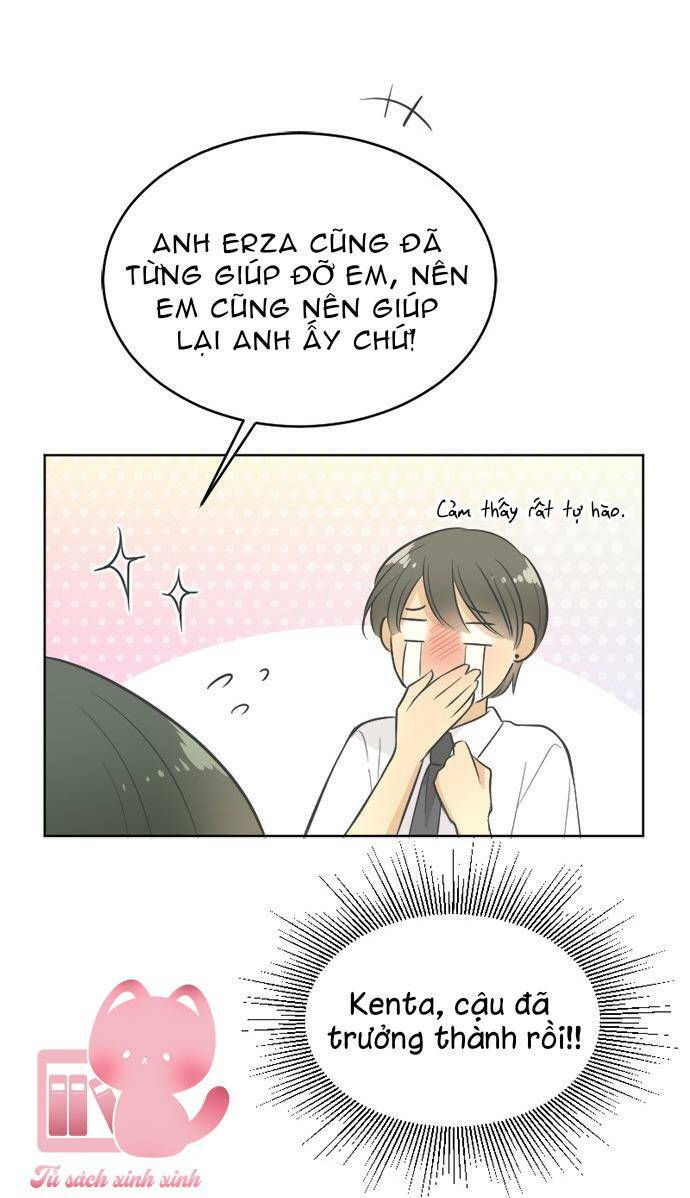 ANH ERZA CŨNG ĐÃ
TỪNG GIÚP ĐỠ EM, NÊN
EM CŨNG NÊN GIÚP
LẠI ANH ẤY CHỨ!
Cảm thấy rất tự hào.
Kenta, cậu đã
trưởng thành rồi!!
Tủ sách xinh xinh